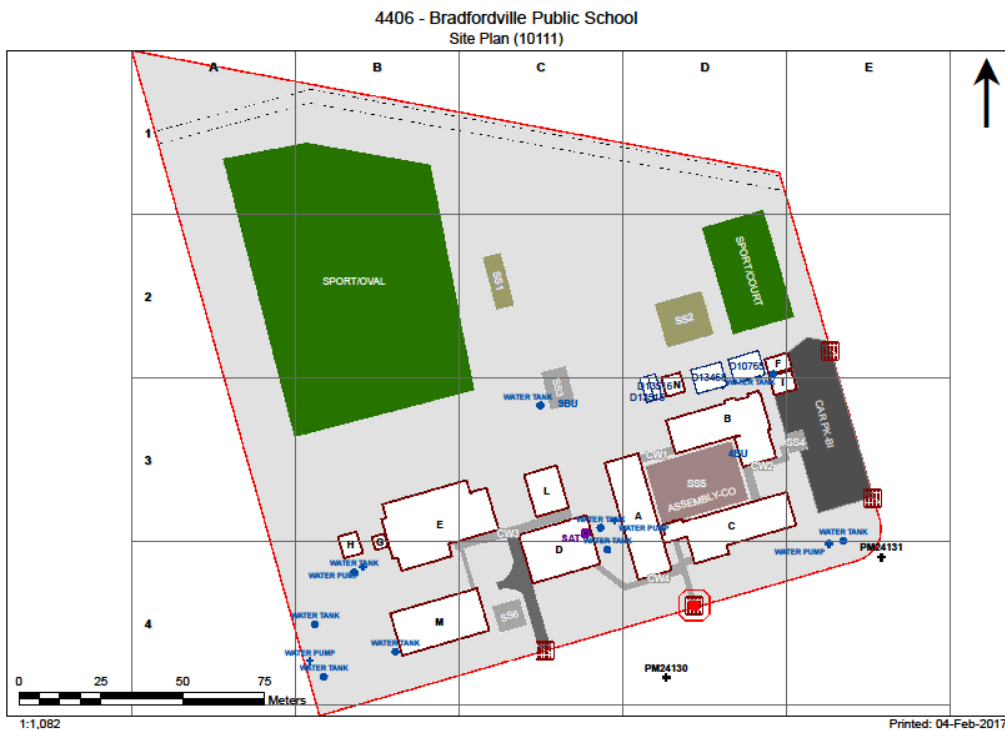 4406 - Bradfordville Public School
Site Plan (10111)
A B C D E
1
SPORT/COURT
2
SPORT/OVAL
SS1
SS2
D10765
F
D13468
D13516
N
WATER TANK
I
SS3
WATER TANK
5BU
CAR PK-BI
B
SS4
3
CW1
4BU
CW2
SS5
ASSEMBLY-CO
L
A
WATER TANK
E
WATER PUMP
C
CW3
SAT
WATER TANK
WATER TANK
H
G
D
WATER PUMP
PM24131
WATER TANK
WATER PUMP
CW4
4
WATER TANK
SS6
M
WATER TANK
WATER PUMP
WATER TANK
PM24130
0 25 50 75
Meters
1:1,082
Printed: 04-Feb-2017